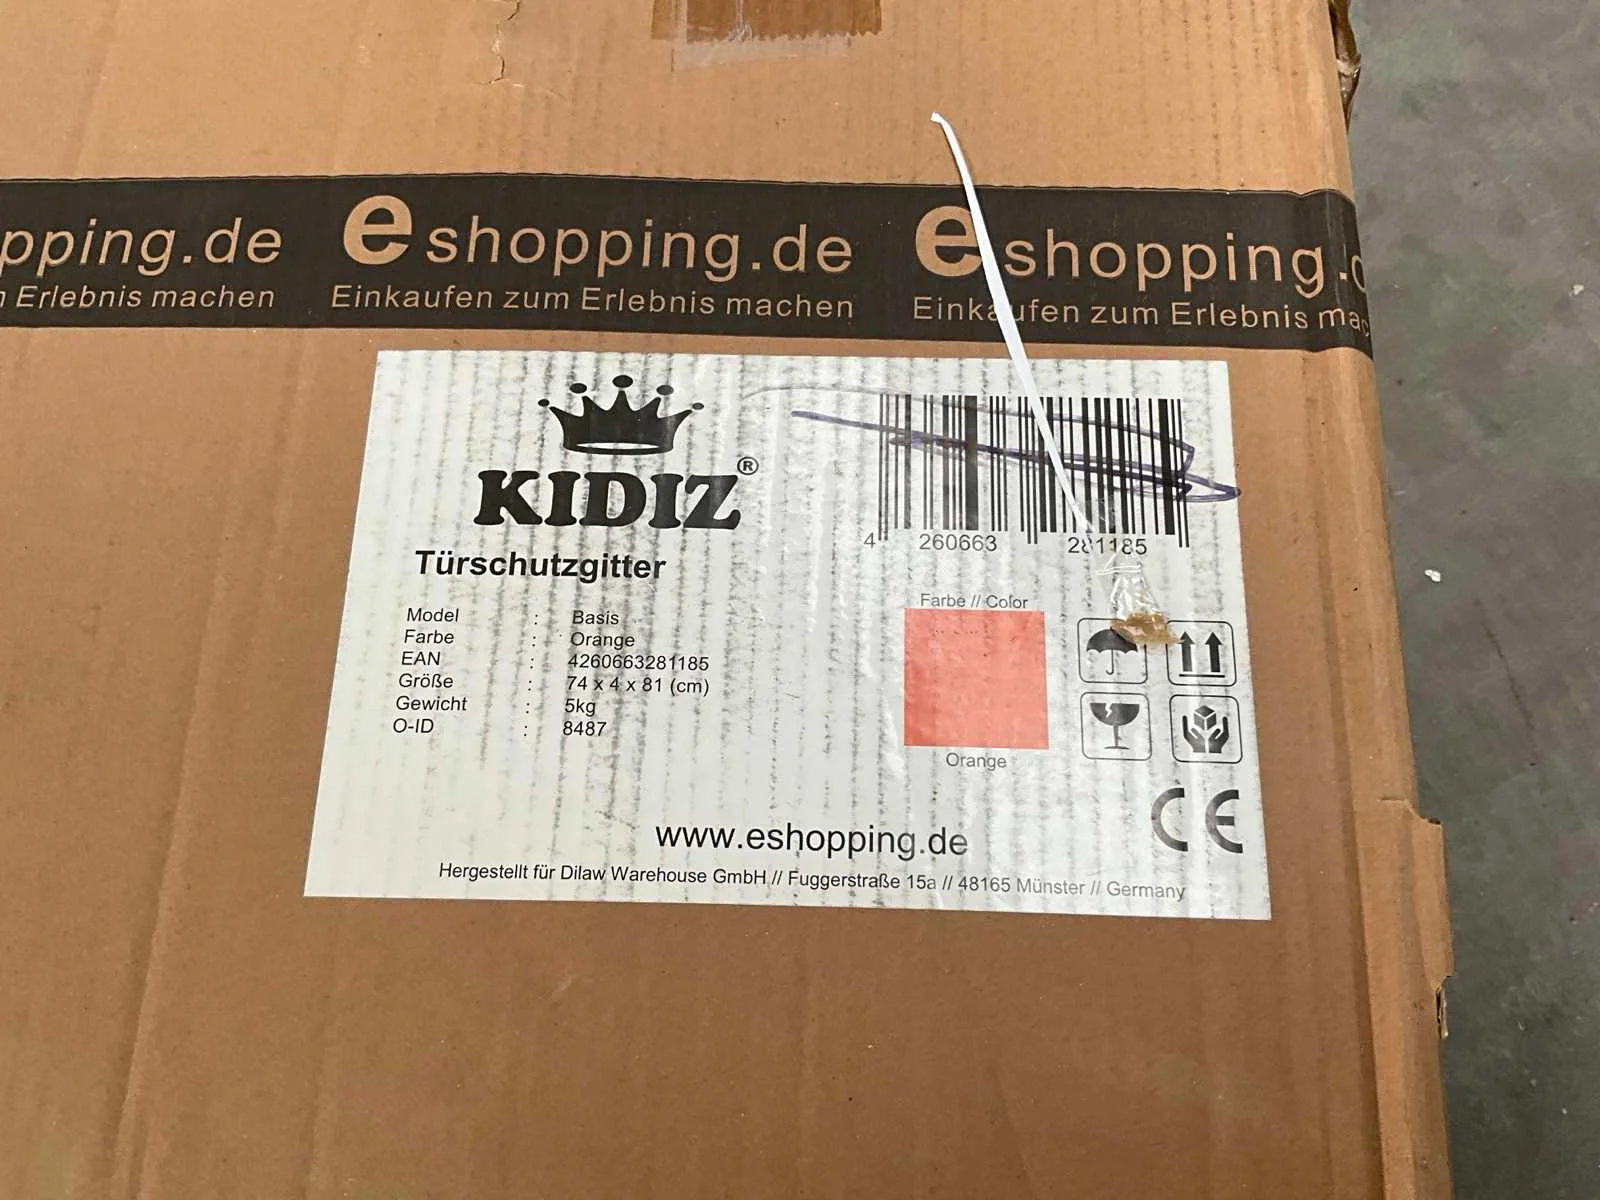 pping.de
Erlebnis machen
eshopping.de
Einkaufen zum Erlebnis machen
eshopping.
Einkaufen zum Erlebnis mac
KIDIZ®
Türschutzgitter
Model : Basis
Farbe : Orange
EAN : 4260663281185
Größe : 74 x 4 x 81 (cm)
Gewicht : 5kg
O-ID : 8487
4 260663 281185
Farbe // Color
Orange
CE
www.eshopping.de
Hergestellt für Dilaw Warehouse GmbH // Fuggerstraße 15a // 48165 Münster // Germany